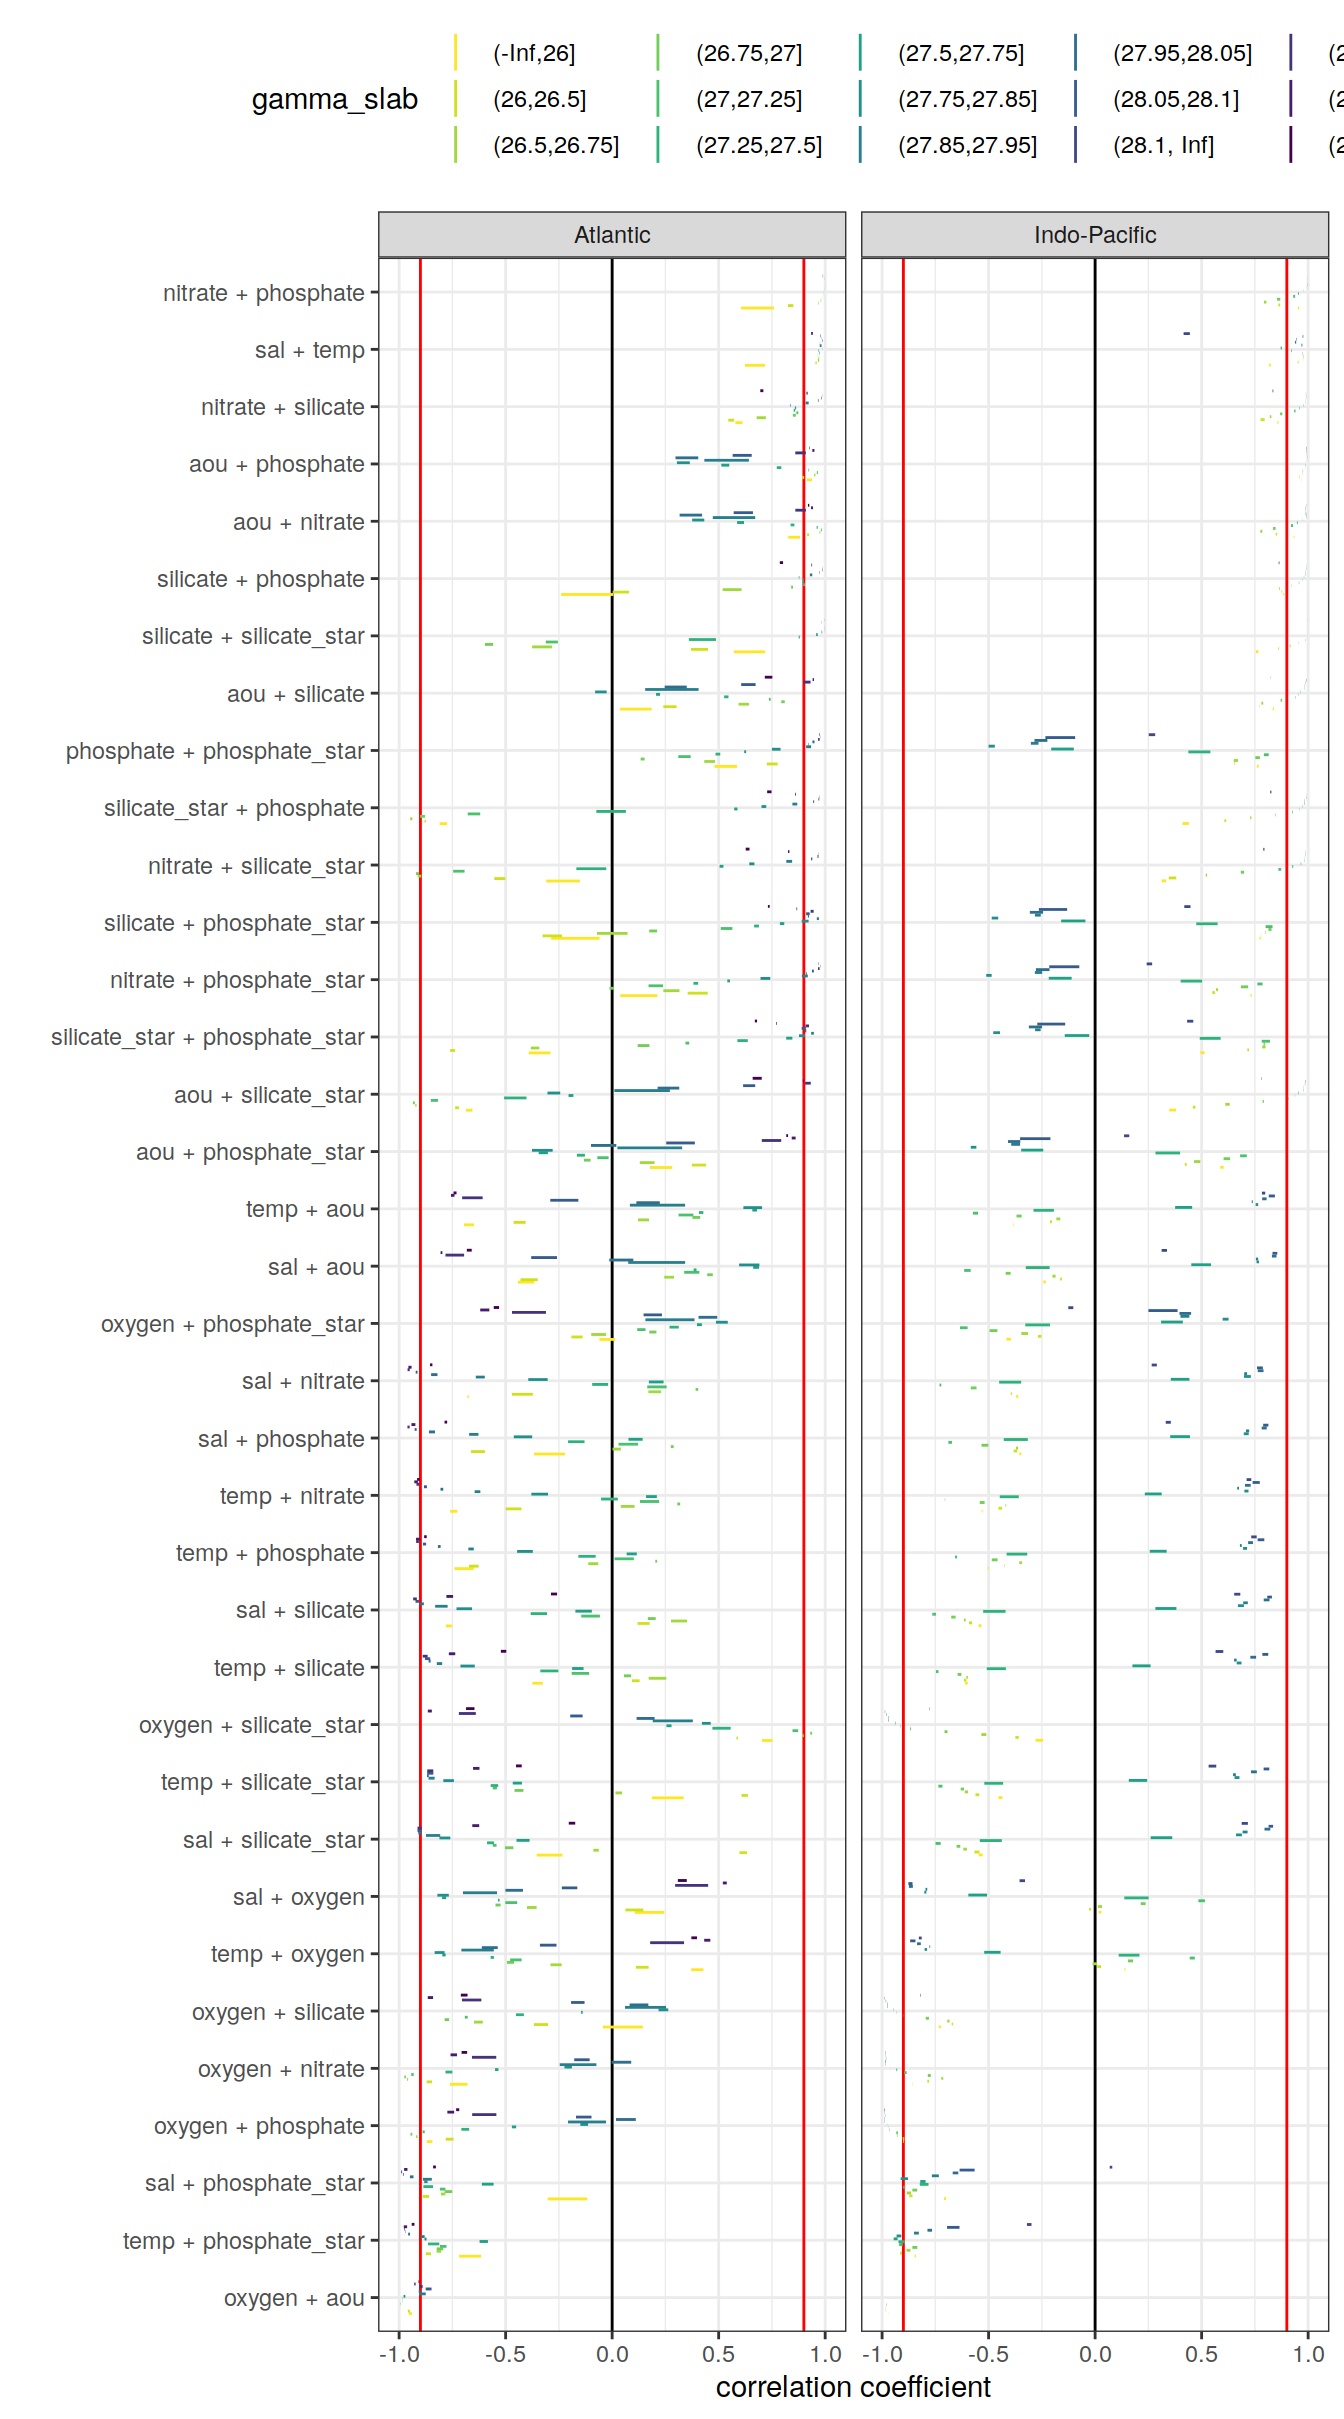 gamma_slab
(-Inf,26] (26.75,27] (27.5,27.75] (27.95,28.05]
(26,26.5] (27,27.25] (27.75,27.85] (28.05,28.1]
(26.5,26.75] (27.25,27.5] (27.85,27.95] (28.1, Inf]
Atlantic Indo-Pacific
nitrate + phosphate
sal + temp
nitrate + silicate
aou + phosphate
aou + nitrate
silicate + phosphate
silicate + silicate_star
aou + silicate
phosphate + phosphate_star
silicate_star + phosphate
nitrate + silicate_star
silicate + phosphate_star
nitrate + phosphate_star
silicate_star + phosphate_star
aou + silicate_star
aou + phosphate_star
temp + aou
sal + aou
oxygen + phosphate_star
sal + nitrate
sal + phosphate
temp + nitrate
temp + phosphate
sal + silicate
temp + silicate
oxygen + silicate_star
temp + silicate_star
sal + silicate_star
sal + oxygen
temp + oxygen
oxygen + silicate
oxygen + nitrate
oxygen + phosphate
sal + phosphate_star
temp + phosphate_star
oxygen + aou
-1.0 -0.5 0.0 0.5 1.0 -1.0 -0.5 0.0 0.5 1.0
correlation coefficient